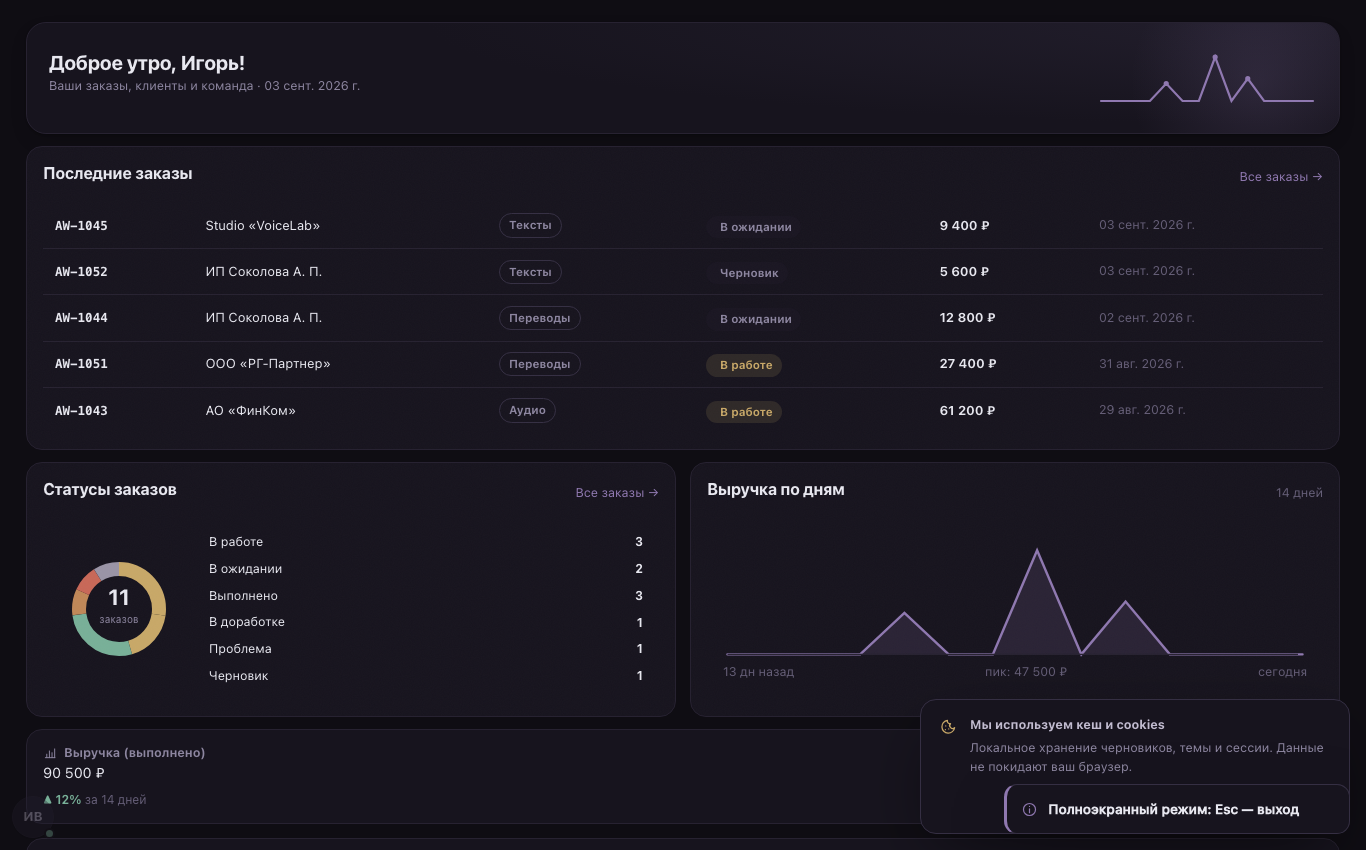 Доброе утро, Игорь!
Ваши заказы, клиенты и команда · 03 сент. 2026 г.
Последние заказы
Все заказы →
AW-1045 Studio «VoiceLab» Тексты В ожидании 9 400 ₽ 03 сент. 2026 г.
AW-1052 ИП Соколова А. П. Тексты Черновик 5 600 ₽ 03 сент. 2026 г.
AW-1044 ИП Соколова А. П. Переводы В ожидании 12 800 ₽ 02 сент. 2026 г.
AW-1051 ООО «РГ-Партнер» Переводы В работе 27 400 ₽ 31 авг. 2026 г.
AW-1043 АО «ФинКом» Аудио В работе 61 200 ₽ 29 авг. 2026 г.
Статусы заказов
Все заказы →
11
заказов
В работе 3
В ожидании 2
Выполнено 3
В доработке 1
Проблема 1
Черновик 1
Выручка по дням
14 дней
13 дн назад пик: 47 500 ₽ сегодня
Выручка (выполнено)
90 500 ₽
▲ 12% за 14 дней
ИВ
Мы используем кеш и cookies
Локальное хранение черновиков, темы и сессии. Данные
не покидают ваш браузер.
Полноэкранный режим: Esc — выход